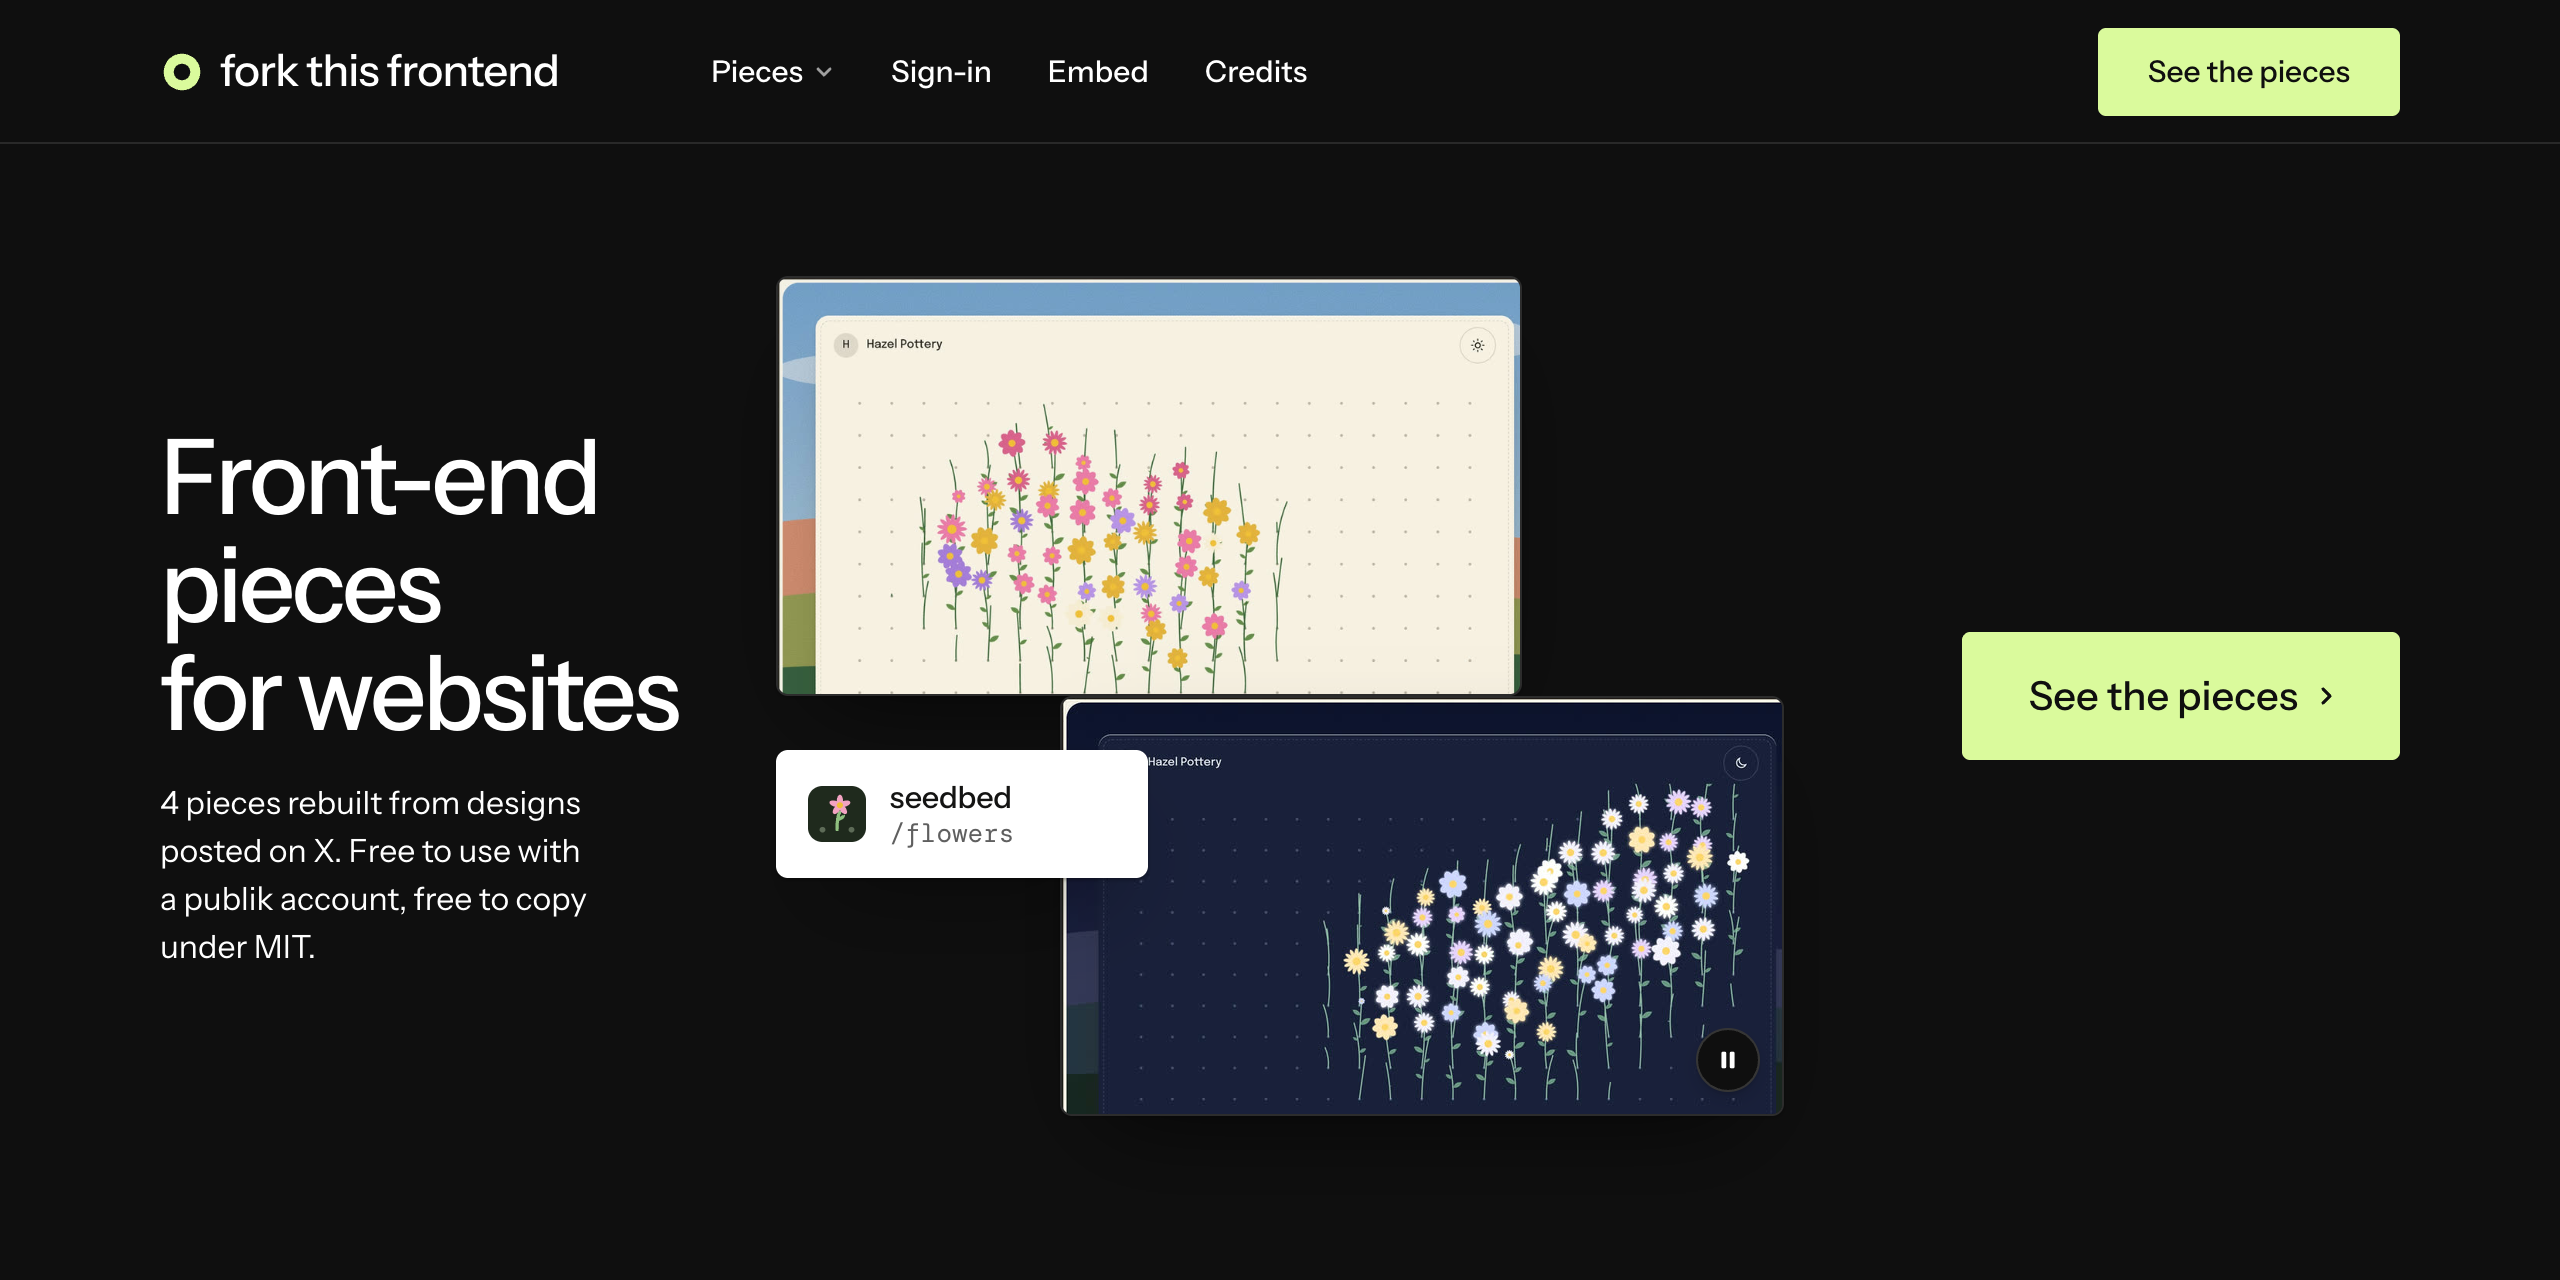 fork this frontend
Pieces
Sign-in
Embed
Credits
See the pieces
H
Hazel Pottery
Front-end
pieces
for websites
4 pieces rebuilt from designs
posted on X. Free to use with
a publik account, free to copy
under MIT.
Hazel Pottery
seedbed
/flowers
See the pieces